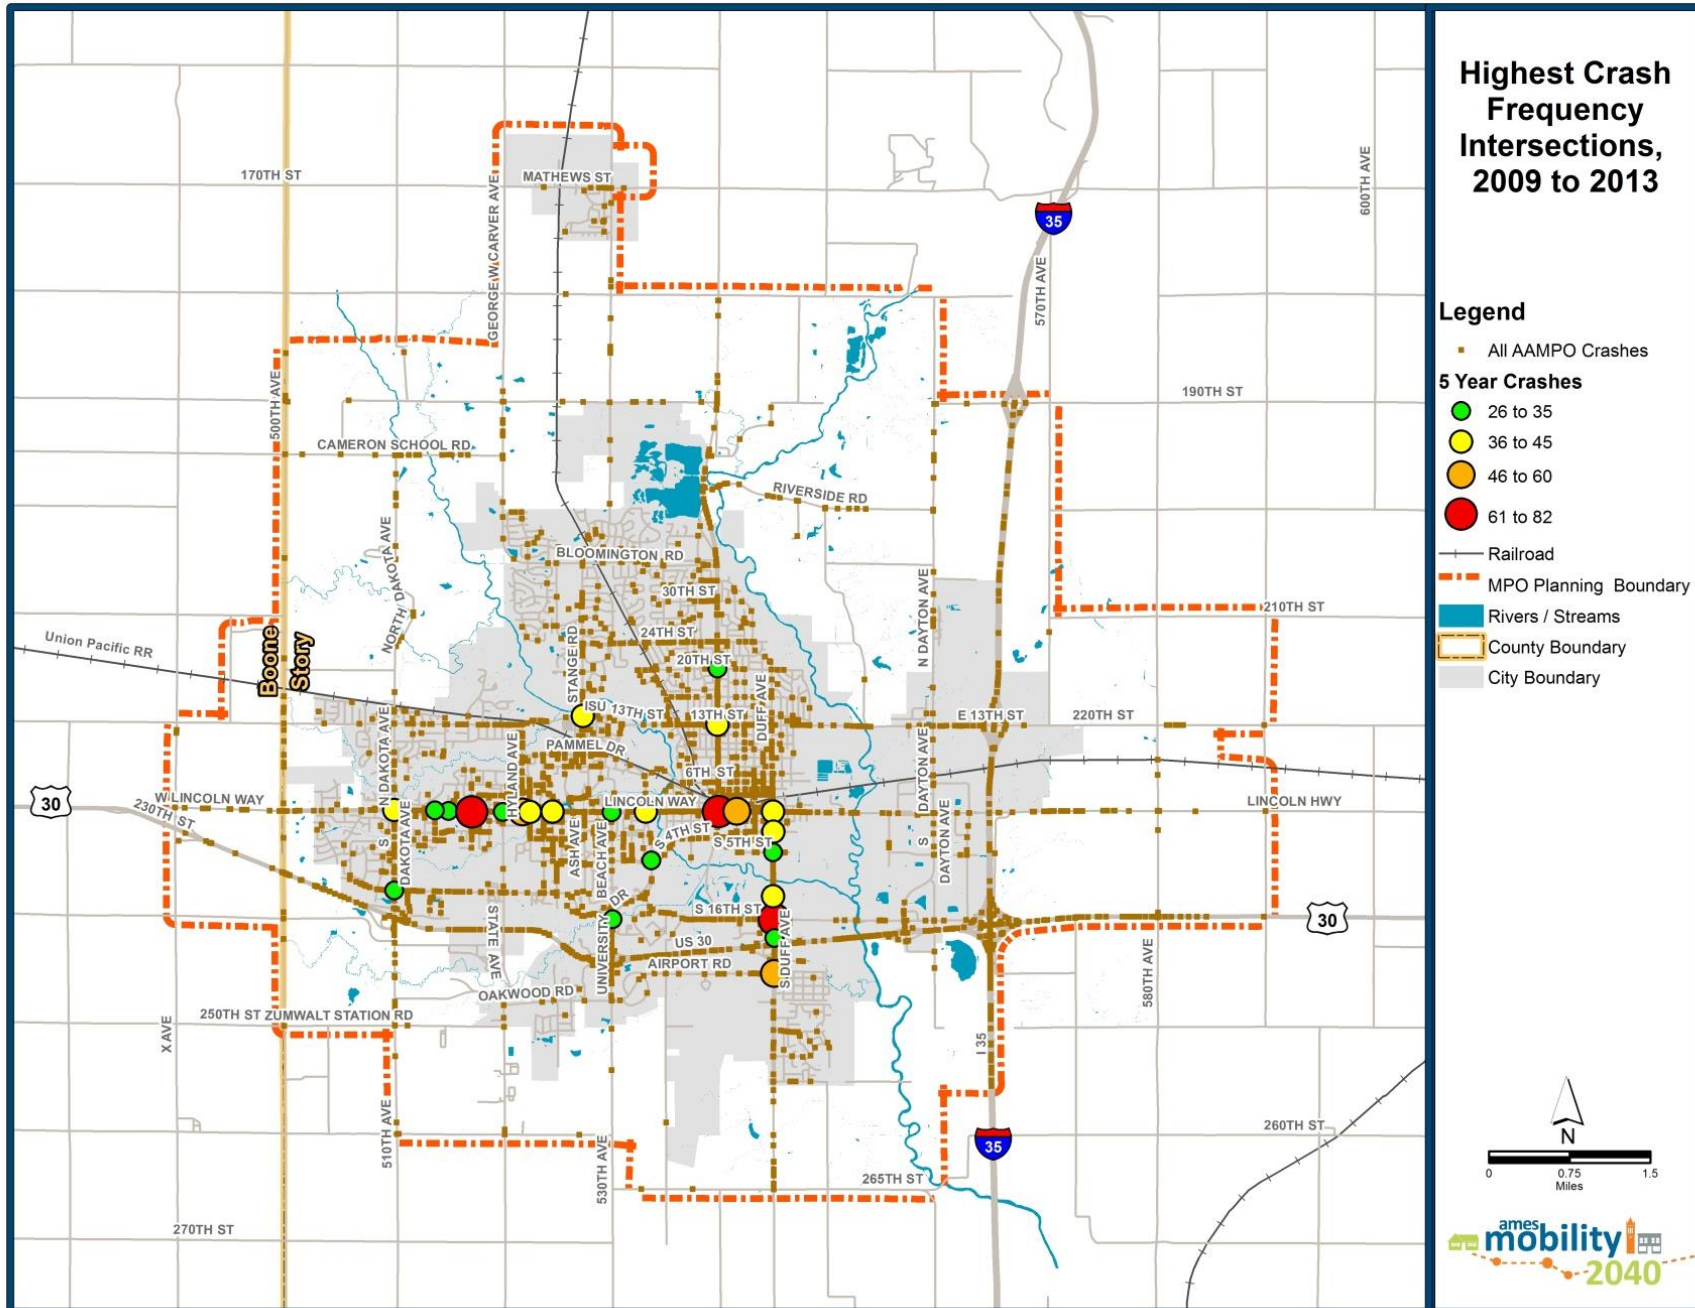 Highest Crash
Frequency
Intersections,
2009 to 2013
Legend
All AAMPO Crashes
5 Year Crashes
26 to 35
36 to 45
46 to 60
61 to 82
Railroad
MPO Planning Boundary
Rivers / Streams
County Boundary
City Boundary
N
0 0.75 1.5
Miles
ames
mobility
2040
170TH ST
MATHEWS ST
GEORGE W CARVER AVE
600TH AVE
35
570TH AVE
190TH ST
500TH AVE
CAMERON SCHOOL RD
RIVERSIDE RD
NORTH DAKOTA AVE
BLOOMINGTON RD
30TH ST
N DAYTON AVE
210TH ST
Union Pacific RR
Boone
Story
24TH ST
STANGE RD
20TH ST
DUFF AVE
ISU 13TH ST
13TH ST
E 13TH ST
220TH ST
N DAKOTA AVE
PAMMEL DR
HYLAND AVE
6TH ST
S DAYTON AVE
30
W LINCOLN WAY
LINCOLN WAY
LINCOLN HWY
230TH ST
S DAKOTA AVE
ASH AVE
BEACH AVE
S 4TH ST
S 5TH ST
DAYTON AVE
S 16TH ST
30
STATE AVE
UNIVERSITY DR
US 30
S DUFF AVE
AIRPORT RD
OAKWOOD RD
580TH AVE
250TH ST ZUMWALT STATION RD
X AVE
I 35
510TH AVE
530TH AVE
35
260TH ST
265TH ST
270TH ST